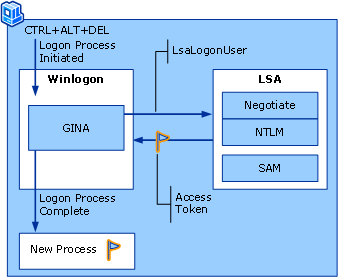 CTRL+ALT+DEL
Logon Process
Initiated
LsaLogonUser
Winlogon
LSA
GINA
Negotiate
NTLM
SAM
Logon Process
Complete
Access
Token
New Process